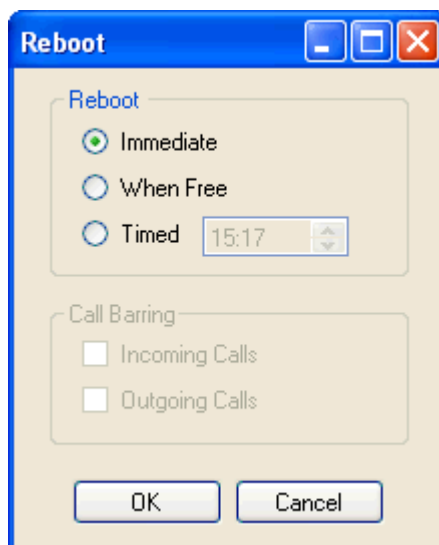 Reboot
Reboot
Immediate
When Free
Timed 15:17
Call Barring
Incoming Calls
Outgoing Calls
OK Cancel